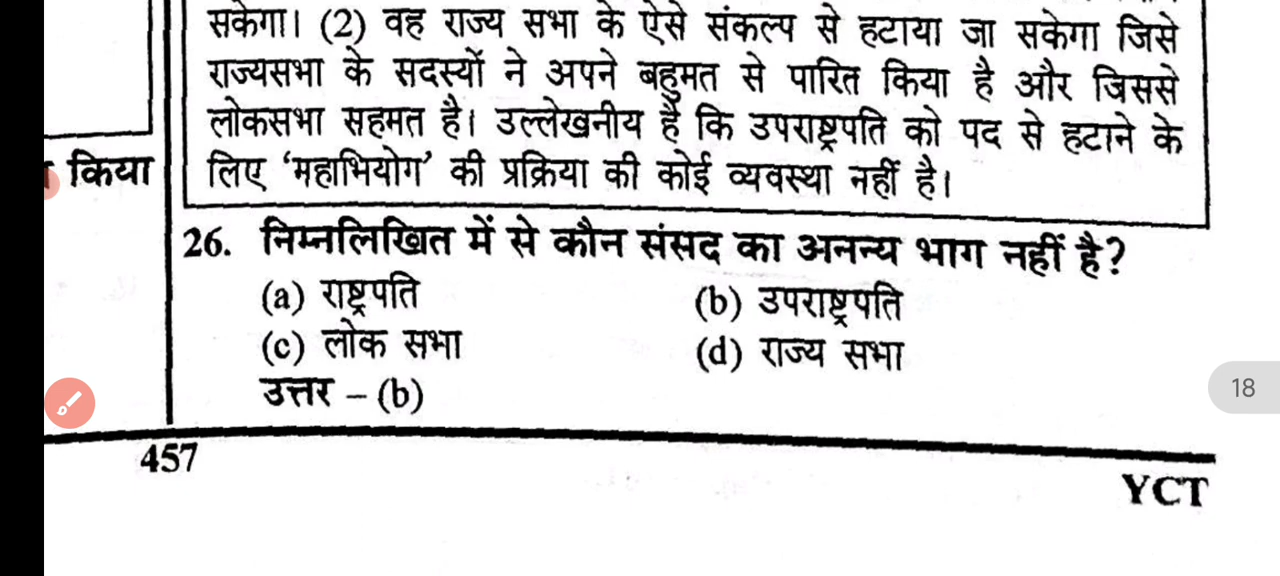 सकेगा। (2) वह राज्य सभा के ऐसे संकल्प से हटाया जा सकेगा जिसे
राज्यसभा के सदस्यों ने अपने बहुमत से पारित किया है और जिससे
लोकसभा सहमत है। उल्लेखनीय है कि उपराष्ट्रपति को पद से हटाने के
किया
लिए ‘महाभियोग’ की प्रक्रिया की कोई व्यवस्था नहीं है।
26. निम्नलिखित में से कौन संसद का अनन्य भाग नहीं है?
(a) राष्ट्रपति (b) उपराष्ट्रपति
(c) लोक सभा (d) राज्य सभा
उत्तर – (b)
18
457
YCT